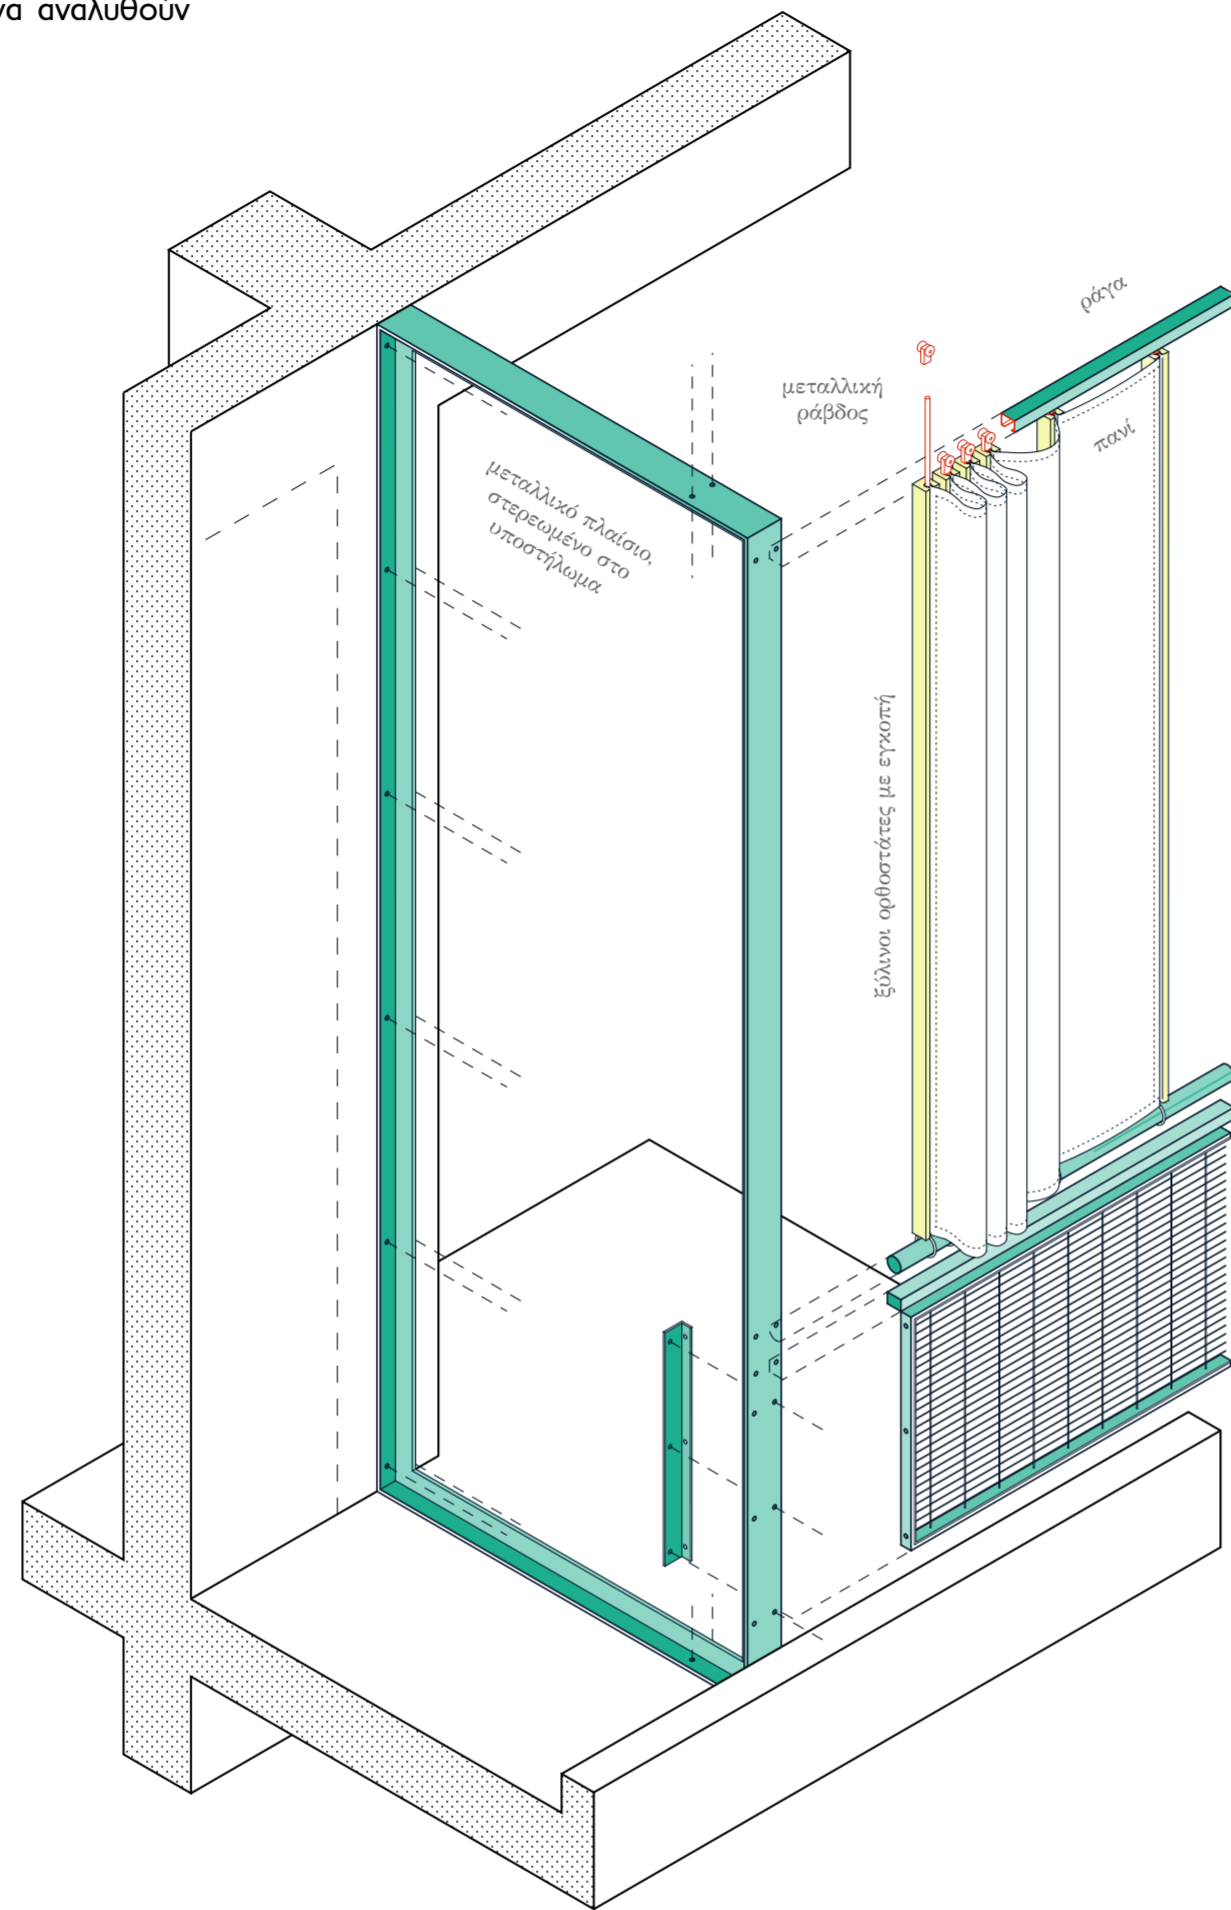 να αναλυθούν
ράγα
μεταλλική
ράβδος
πανί
μεταλλικό πλαίσιο,
στερεωμένο στο
υποστήλωμα
ξύλινοι ορθοστάτες με εγκοπή